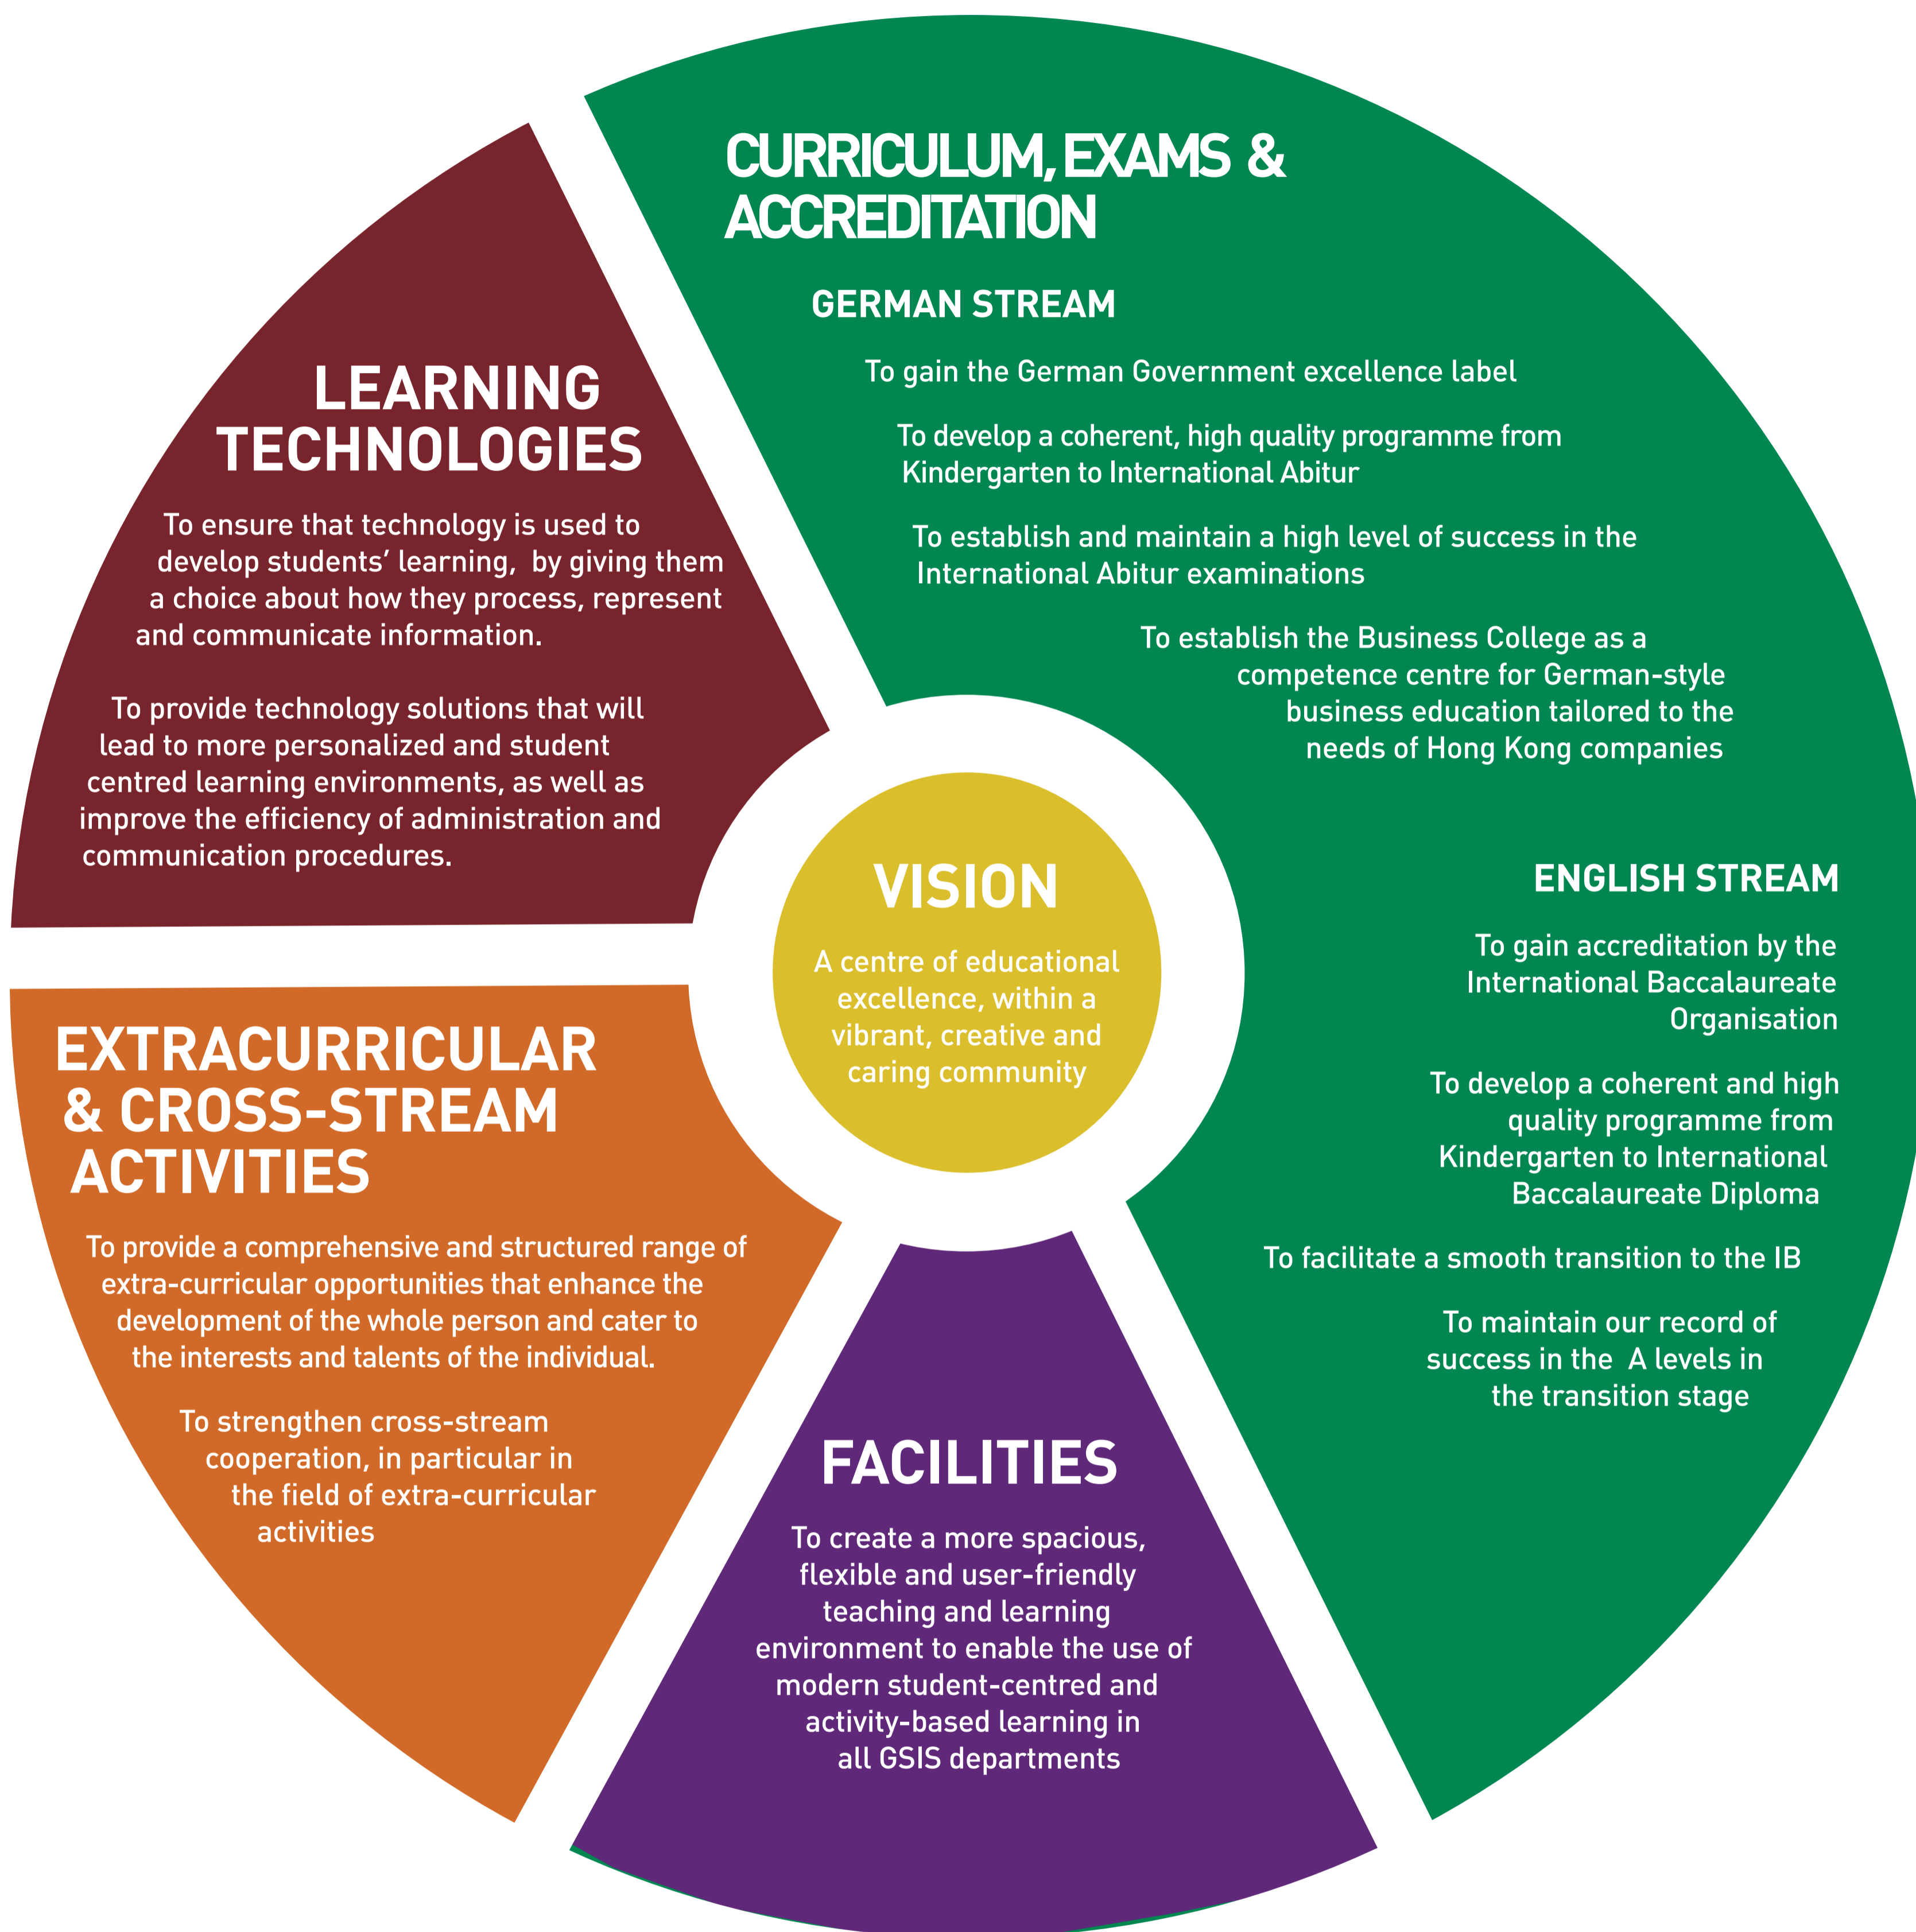 CURRICULUM, EXAMS &
ACCREDITATION
GERMAN STREAM
To gain the German Government excellence label
To develop a coherent, high quality programme from
Kindergarten to International Abitur
To establish and maintain a high level of success in the
International Abitur examinations
To establish the Business College as a
competence centre for German-style
business education tailored to the
needs of Hong Kong companies
ENGLISH STREAM
To gain accreditation by the
International Baccalaureate
Organisation
To develop a coherent and high
quality programme from
Kindergarten to International
Baccalaureate Diploma
To facilitate a smooth transition to the IB
To maintain our record of
success in the A levels in
the transition stage
LEARNING
TECHNOLOGIES
To ensure that technology is used to
develop students’ learning, by giving them
a choice about how they process, represent
and communicate information.
To provide technology solutions that will
lead to more personalized and student
centred learning environments, as well as
improve the efficiency of administration and
communication procedures.
VISION
A centre of educational
excellence, within a
vibrant, creative and
caring community
EXTRACURRICULAR
& CROSS-STREAM
ACTIVITIES
To provide a comprehensive and structured range of
extra-curricular opportunities that enhance the
development of the whole person and cater to
the interests and talents of the individual.
To strengthen cross-stream
cooperation, in particular in
the field of extra-curricular
activities
FACILITIES
To create a more spacious,
flexible and user-friendly
teaching and learning
environment to enable the use of
modern student-centred and
activity-based learning in
all GSIS departments